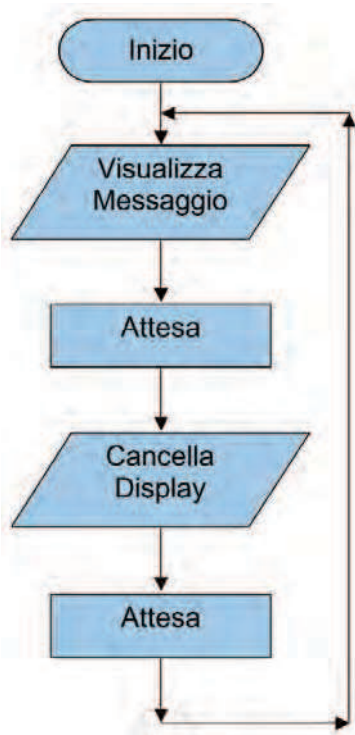 Inizio
Visualizza
Messaggio
Attesa
Cancella
Display
Attesa